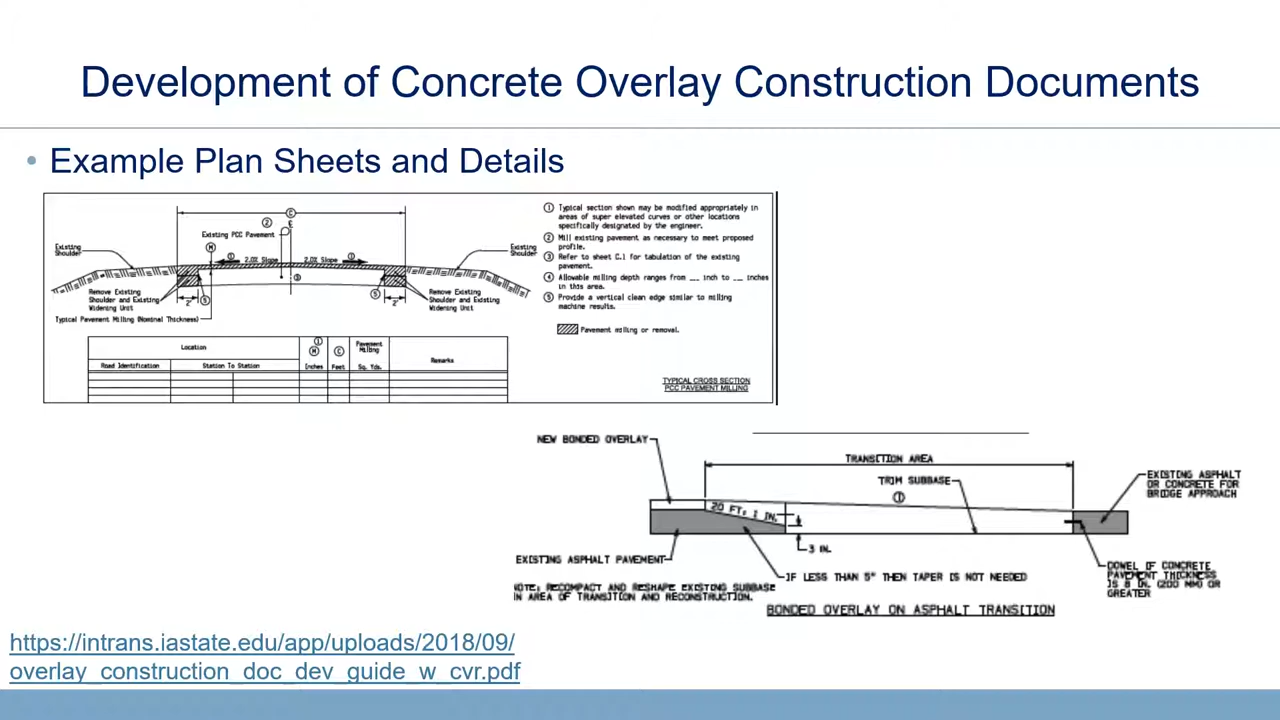 Development of Concrete Overlay Construction Documents
• Example Plan Sheets and Details
C
2
Existing PCC Pavement
M
Existing
Shoulder
Existing
Shoulder
1
2.0% Slope
2.0% Slope
1
3
Remove Existing
Shoulder and Existing
Widening Unit
2'
5
5
2'
Remove Existing
Shoulder and Existing
Widening Unit
Typical Pavement Milling (Nominal Thickness)
Location
1
M
C
Pavement
Milling
Remarks
Road Identification
Station To Station
Inches
Feet
Sq. Yds.
1 Typical section shown may be modified appropriately in
areas of super elevated curves or other locations
specifically designated by the engineer.
2 Mill existing pavement as necessary to meet proposed
profile.
3 Refer to sheet C.1 for tabulation of the existing
pavement.
4 Allowable milling depth ranges from __ inch to __ inches
in this area.
5 Provide a vertical clean edge similar to milling
machine results.
Pavement milling or removal.
TYPICAL CROSS SECTION
PCC PAVEMENT MILLING
NEW BONDED OVERLAY
TRANSITION AREA
TRIM SUBBASE
1
EXISTING ASPHALT
OR CONCRETE FOR
BRIDGE APPROACH
20 FT: 1 IN.
3 IN.
EXISTING ASPHALT PAVEMENT
IF LESS THAN 5" THEN TAPER IS NOT NEEDED
DOWEL IF CONCRETE
PAVEMENT THICKNESS
IS 8 IN. (200 MM) OR
GREATER
NOTE: RECOMPACT AND RESHAPE EXISTING SUBBASE
IN AREA OF TRANSITION AND RECONSTRUCTION.
BONDED OVERLAY ON ASPHALT TRANSITION
https://intrans.iastate.edu/app/uploads/2018/09/
overlay_construction_doc_dev_guide_w_cvr.pdf